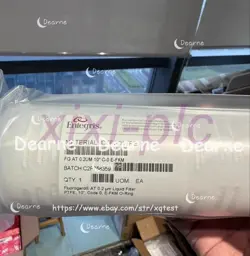 Dearne Dearne
Dearne
Entegris
xixi-plc
MATERIAL
Dearne Dearne Dearne
FG AT 0.2UM 10" C-0 E-FKM
BATCH
QTY. 1 UOM: EA
Fluorogard AT 0.2 µm Liquid Filter
PTFE, 10", Code 0, E-FKM O-Ring
https://www.ebay.com/str/xqtest
Dearne Dearne